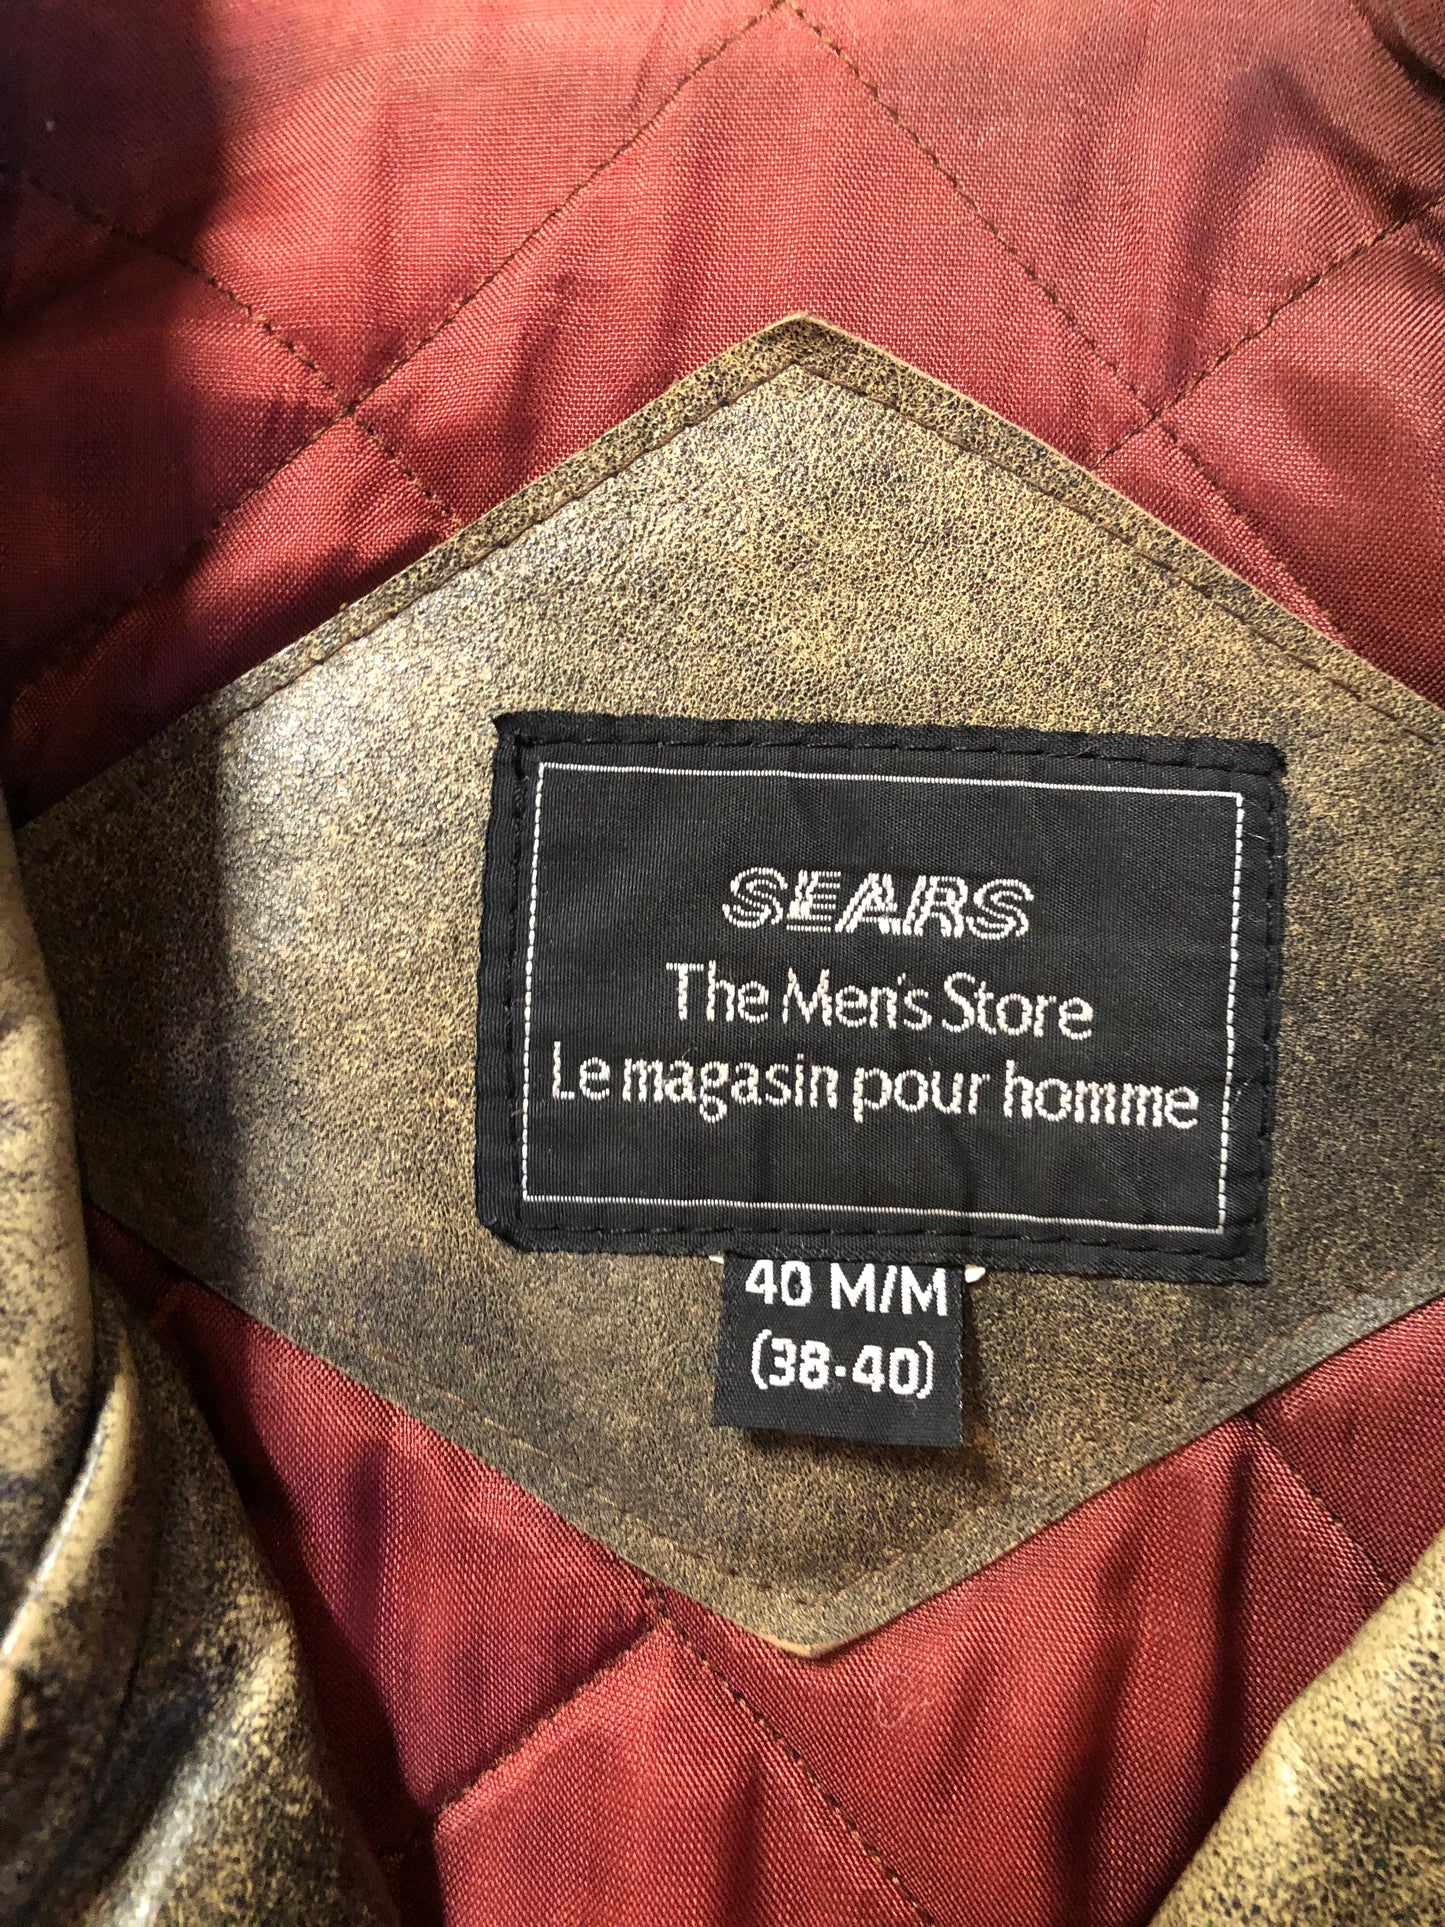 SEARS
The Men's Store
Le magasin pour homme
40 M/M
(38-40)